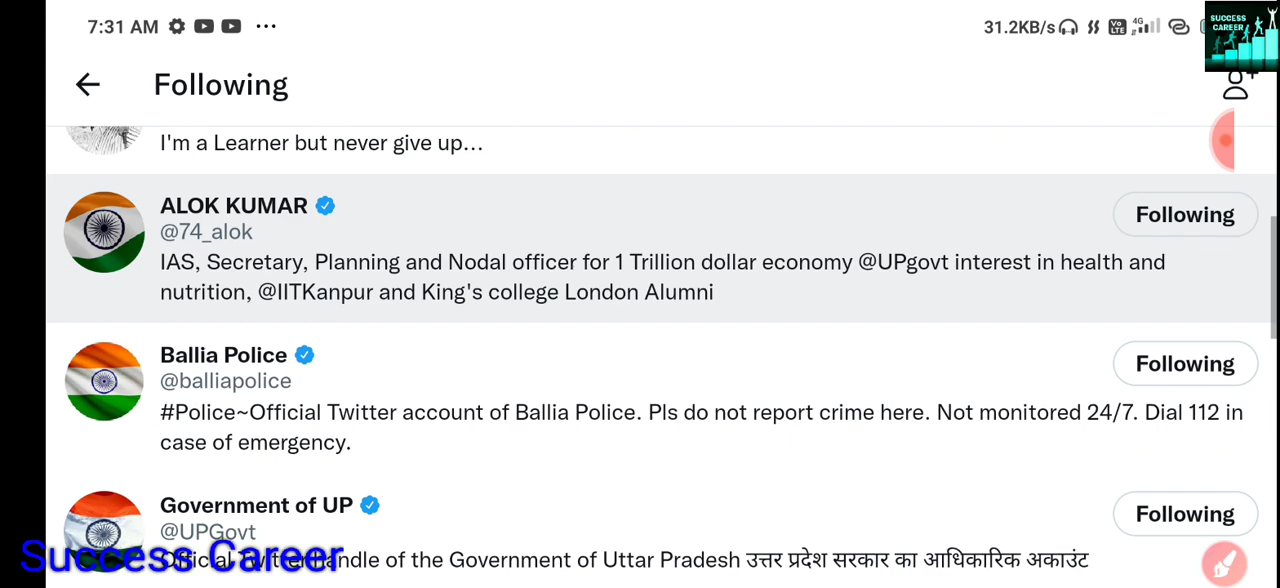 7:31 AM ... 31.2KB/s Vo LTE 4G
SUCCESS
CAREER
Following
I'm a Learner but never give up...
ALOK KUMAR
Following
@74_alok
IAS, Secretary, Planning and Nodal officer for 1 Trillion dollar economy @UPgovt interest in health and
nutrition, @IITKanpur and King's college London Alumni
Ballia Police
Following
@balliapolice
#Police~Official Twitter account of Ballia Police. Pls do not report crime here. Not monitored 24/7. Dial 112 in
case of emergency.
Government of UP
Following
@UPGovt
Official Twitter handle of the Government of Uttar Pradesh उत्तर प्रदेश सरकार का आधिकारिक अकाउंट
Success Career